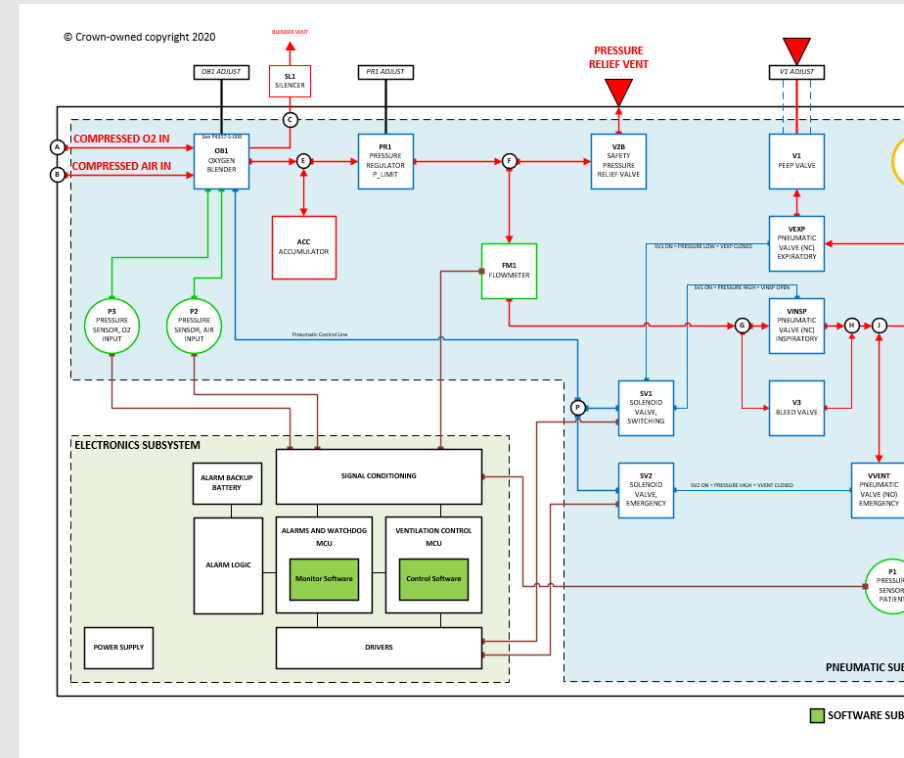 © Crown-owned copyright 2020
BLENDER VENT
PRESSURE
RELIEF VENT
OB1 ADJUST
SL1
SILENCER
PR1 ADJUST
V1 ADJUST
C
A
COMPRESSED O2 IN
B
COMPRESSED AIR IN
OB1
OXYGEN
BLENDER
E
PR1
PRESSURE
REGULATOR
P_LIMIT
F
V2B
SAFETY
PRESSURE
RELIEF VALVE
V1
PEEP VALVE
ACC
ACCUMULATOR
FM1
FLOWMETER
VEXP
PNEUMATIC
VALVE (NC)
EXPIRATORY
SV1 ON = PRESSURE LOW = VEXP CLOSED
SV1 ON = PRESSURE HIGH = VINSP OPEN
P3
PRESSURE
SENSOR, O2
INPUT
P2
PRESSURE
SENSOR, AIR
INPUT
Pneumatic Control Line
G
VINSP
PNEUMATIC
VALVE (NC)
INSPIRATORY
H
J
P
SV1
SOLENOID
VALVE,
SWITCHING
V3
BLEED VALVE
SV2
SOLENOID
VALVE,
EMERGENCY
SV2 ON = PRESSURE HIGH = VVENT CLOSED
VVENT
PNEUMATIC
VALVE (NO)
EMERGENCY
ELECTRONICS SUBSYSTEM
ALARM BACKUP
BATTERY
SIGNAL CONDITIONING
ALARM LOGIC
ALARMS AND WATCHDOG
MCU
Monitor Software
VENTILATION CONTROL
MCU
Control Software
POWER SUPPLY
DRIVERS
P1
PRESSUR
SENSOR
PATIENT
PNEUMATIC SUB
SOFTWARE SUB